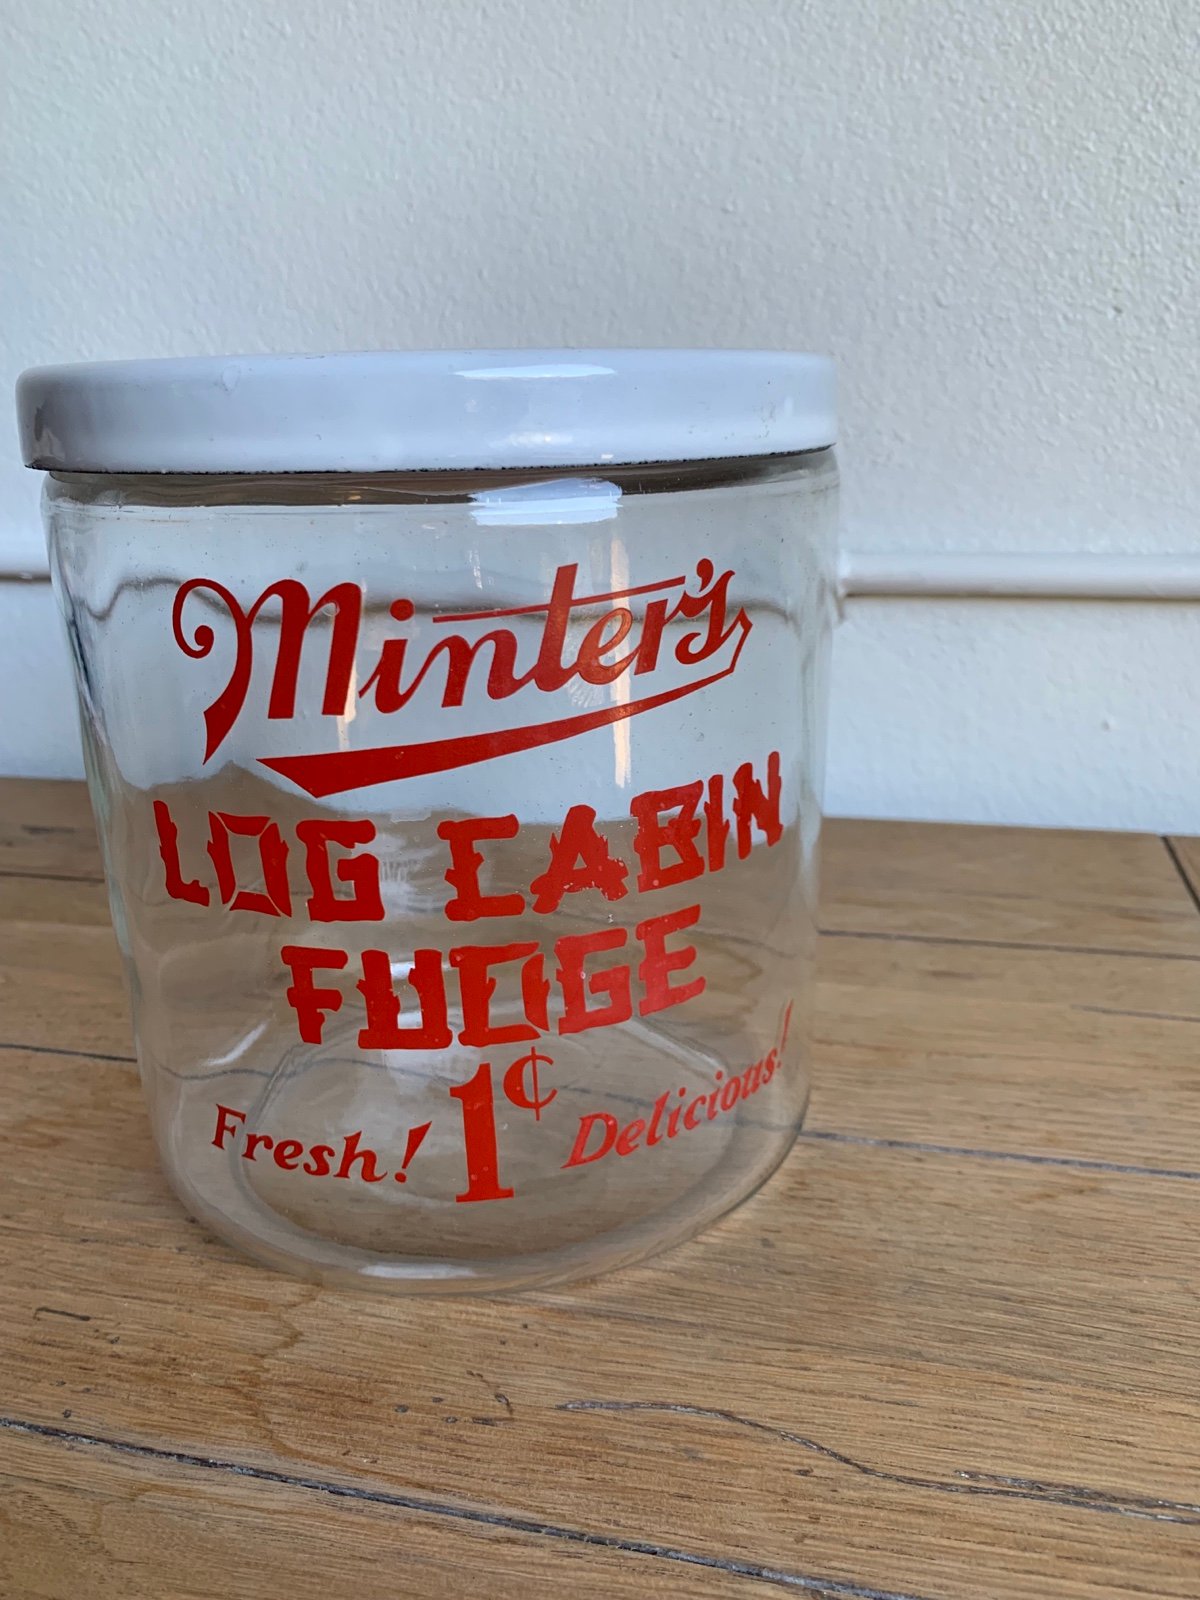 Minter's
LOG CABIN
FUDGE
Fresh! 1¢ Delicious!